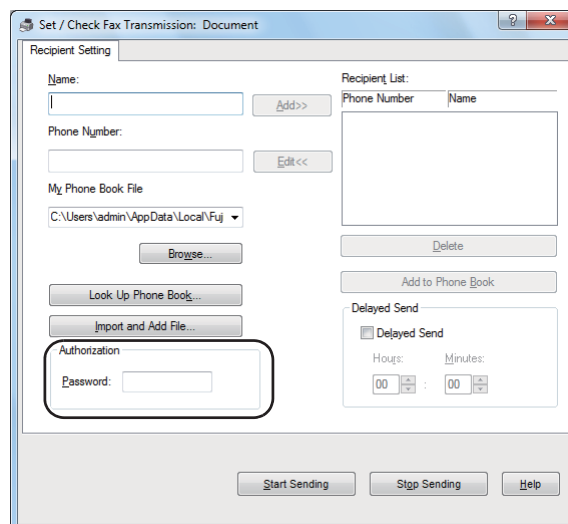 Set / Check Fax Transmission: Document
Recipient Setting
Name:
Add>>
Phone Number:
Edit<<
My Phone Book File
C:\Users\admin\AppData\Local\Fuj
Browse...
Look Up Phone Book...
Import and Add File...
Authorization
Password:
Recipient List:
Phone Number Name
Delete
Add to Phone Book
Delayed Send
Delayed Send
Hours: Minutes:
00 : 00
Start Sending Stop Sending Help